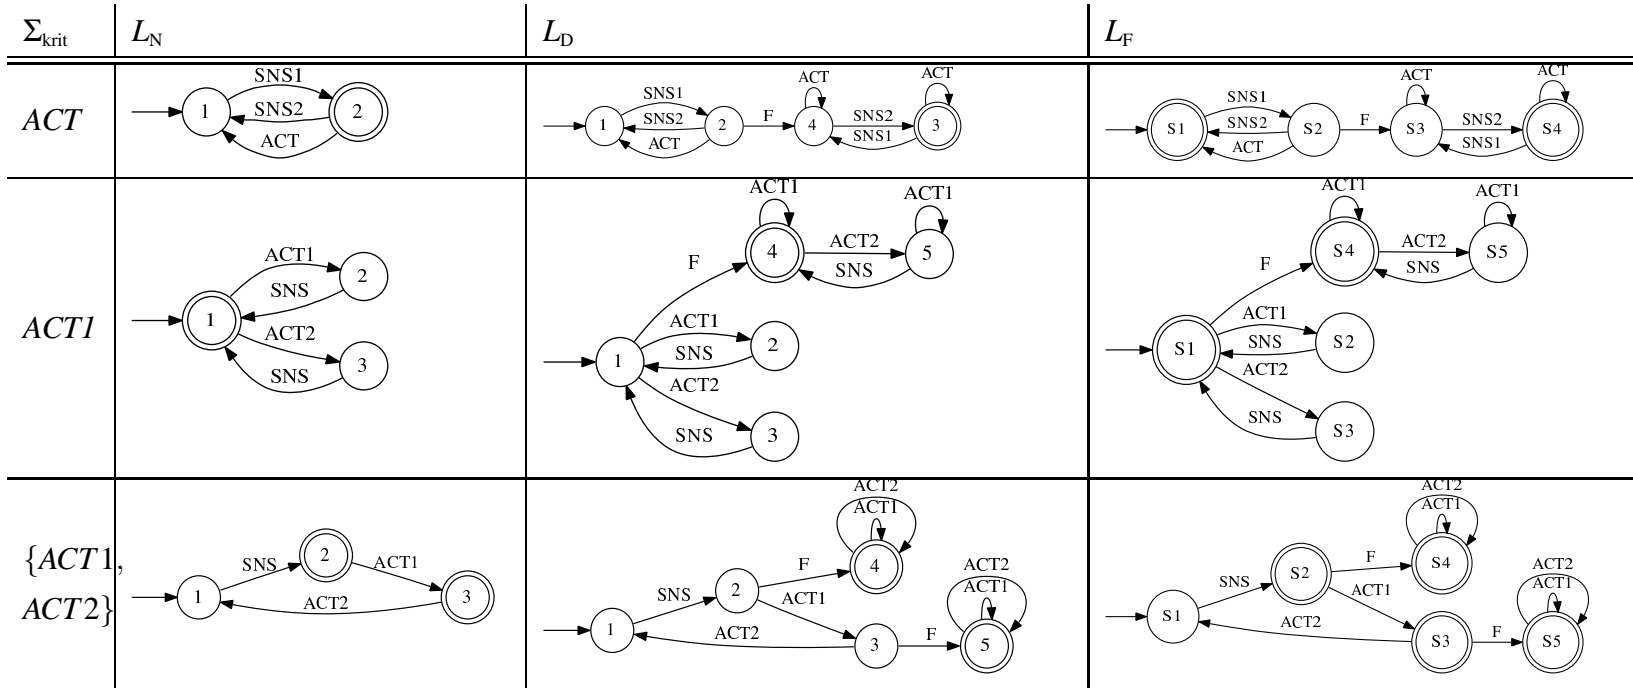 Σkrit LN LD LF
ACT
SNS1
1 SNS2 2
ACT
ACT ACT
SNS1
1 SNS2 2 F 4 SNS2 3
ACT SNS1
ACT ACT
SNS1
S1 SNS2 S2 F S3 SNS2 S4
ACT SNS1
ACT1
ACT1
2
SNS
1
ACT2
3
SNS
ACT1 ACT1
4 ACT2 5
F SNS
ACT1
2
1 SNS
ACT2
3
SNS
ACT1 ACT1
S4 ACT2 S5
F SNS
ACT1
S1 SNS S2
ACT2
SNS S3
{ACT1,
ACT2}
2
SNS ACT1
1 ACT2 3
ACT2
ACT1
F 4
SNS 2 ACT2
ACT1 ACT1
1 ACT2 3 F 5
ACT2
ACT1
S2 F S4
SNS ACT1 ACT2
S1 ACT1
ACT2 S3 F S5